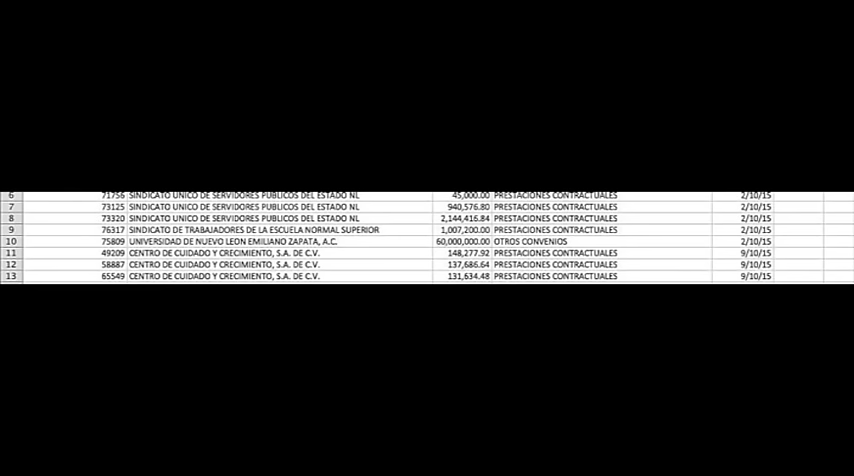 6 71756 SINDICATO UNICO DE SERVIDORES PUBLICOS DEL ESTADO NL 45,000.00 PRESTACIONES CONTRACTUALES 2/10/15
7 73125 SINDICATO UNICO DE SERVIDORES PUBLICOS DEL ESTADO NL 940,576.80 PRESTACIONES CONTRACTUALES 2/10/15
8 73320 SINDICATO UNICO DE SERVIDORES PUBLICOS DEL ESTADO NL 2,144,416.84 PRESTACIONES CONTRACTUALES 2/10/15
9 76317 SINDICATO DE TRABAJADORES DE LA ESCUELA NORMAL SUPERIOR 1,007,200.00 PRESTACIONES CONTRACTUALES 2/10/15
10 75809 UNIVERSIDAD DE NUEVO LEON EMILIANO ZAPATA, A.C. 60,000,000.00 OTROS CONVENIOS 2/10/15
11 49209 CENTRO DE CUIDADO Y CRECIMIENTO, S.A. DE C.V. 148,277.92 PRESTACIONES CONTRACTUALES 9/10/15
12 58887 CENTRO DE CUIDADO Y CRECIMIENTO, S.A. DE C.V. 137,686.64 PRESTACIONES CONTRACTUALES 9/10/15
13 65549 CENTRO DE CUIDADO Y CRECIMIENTO, S.A. DE C.V. 131,634.48 PRESTACIONES CONTRACTUALES 9/10/15